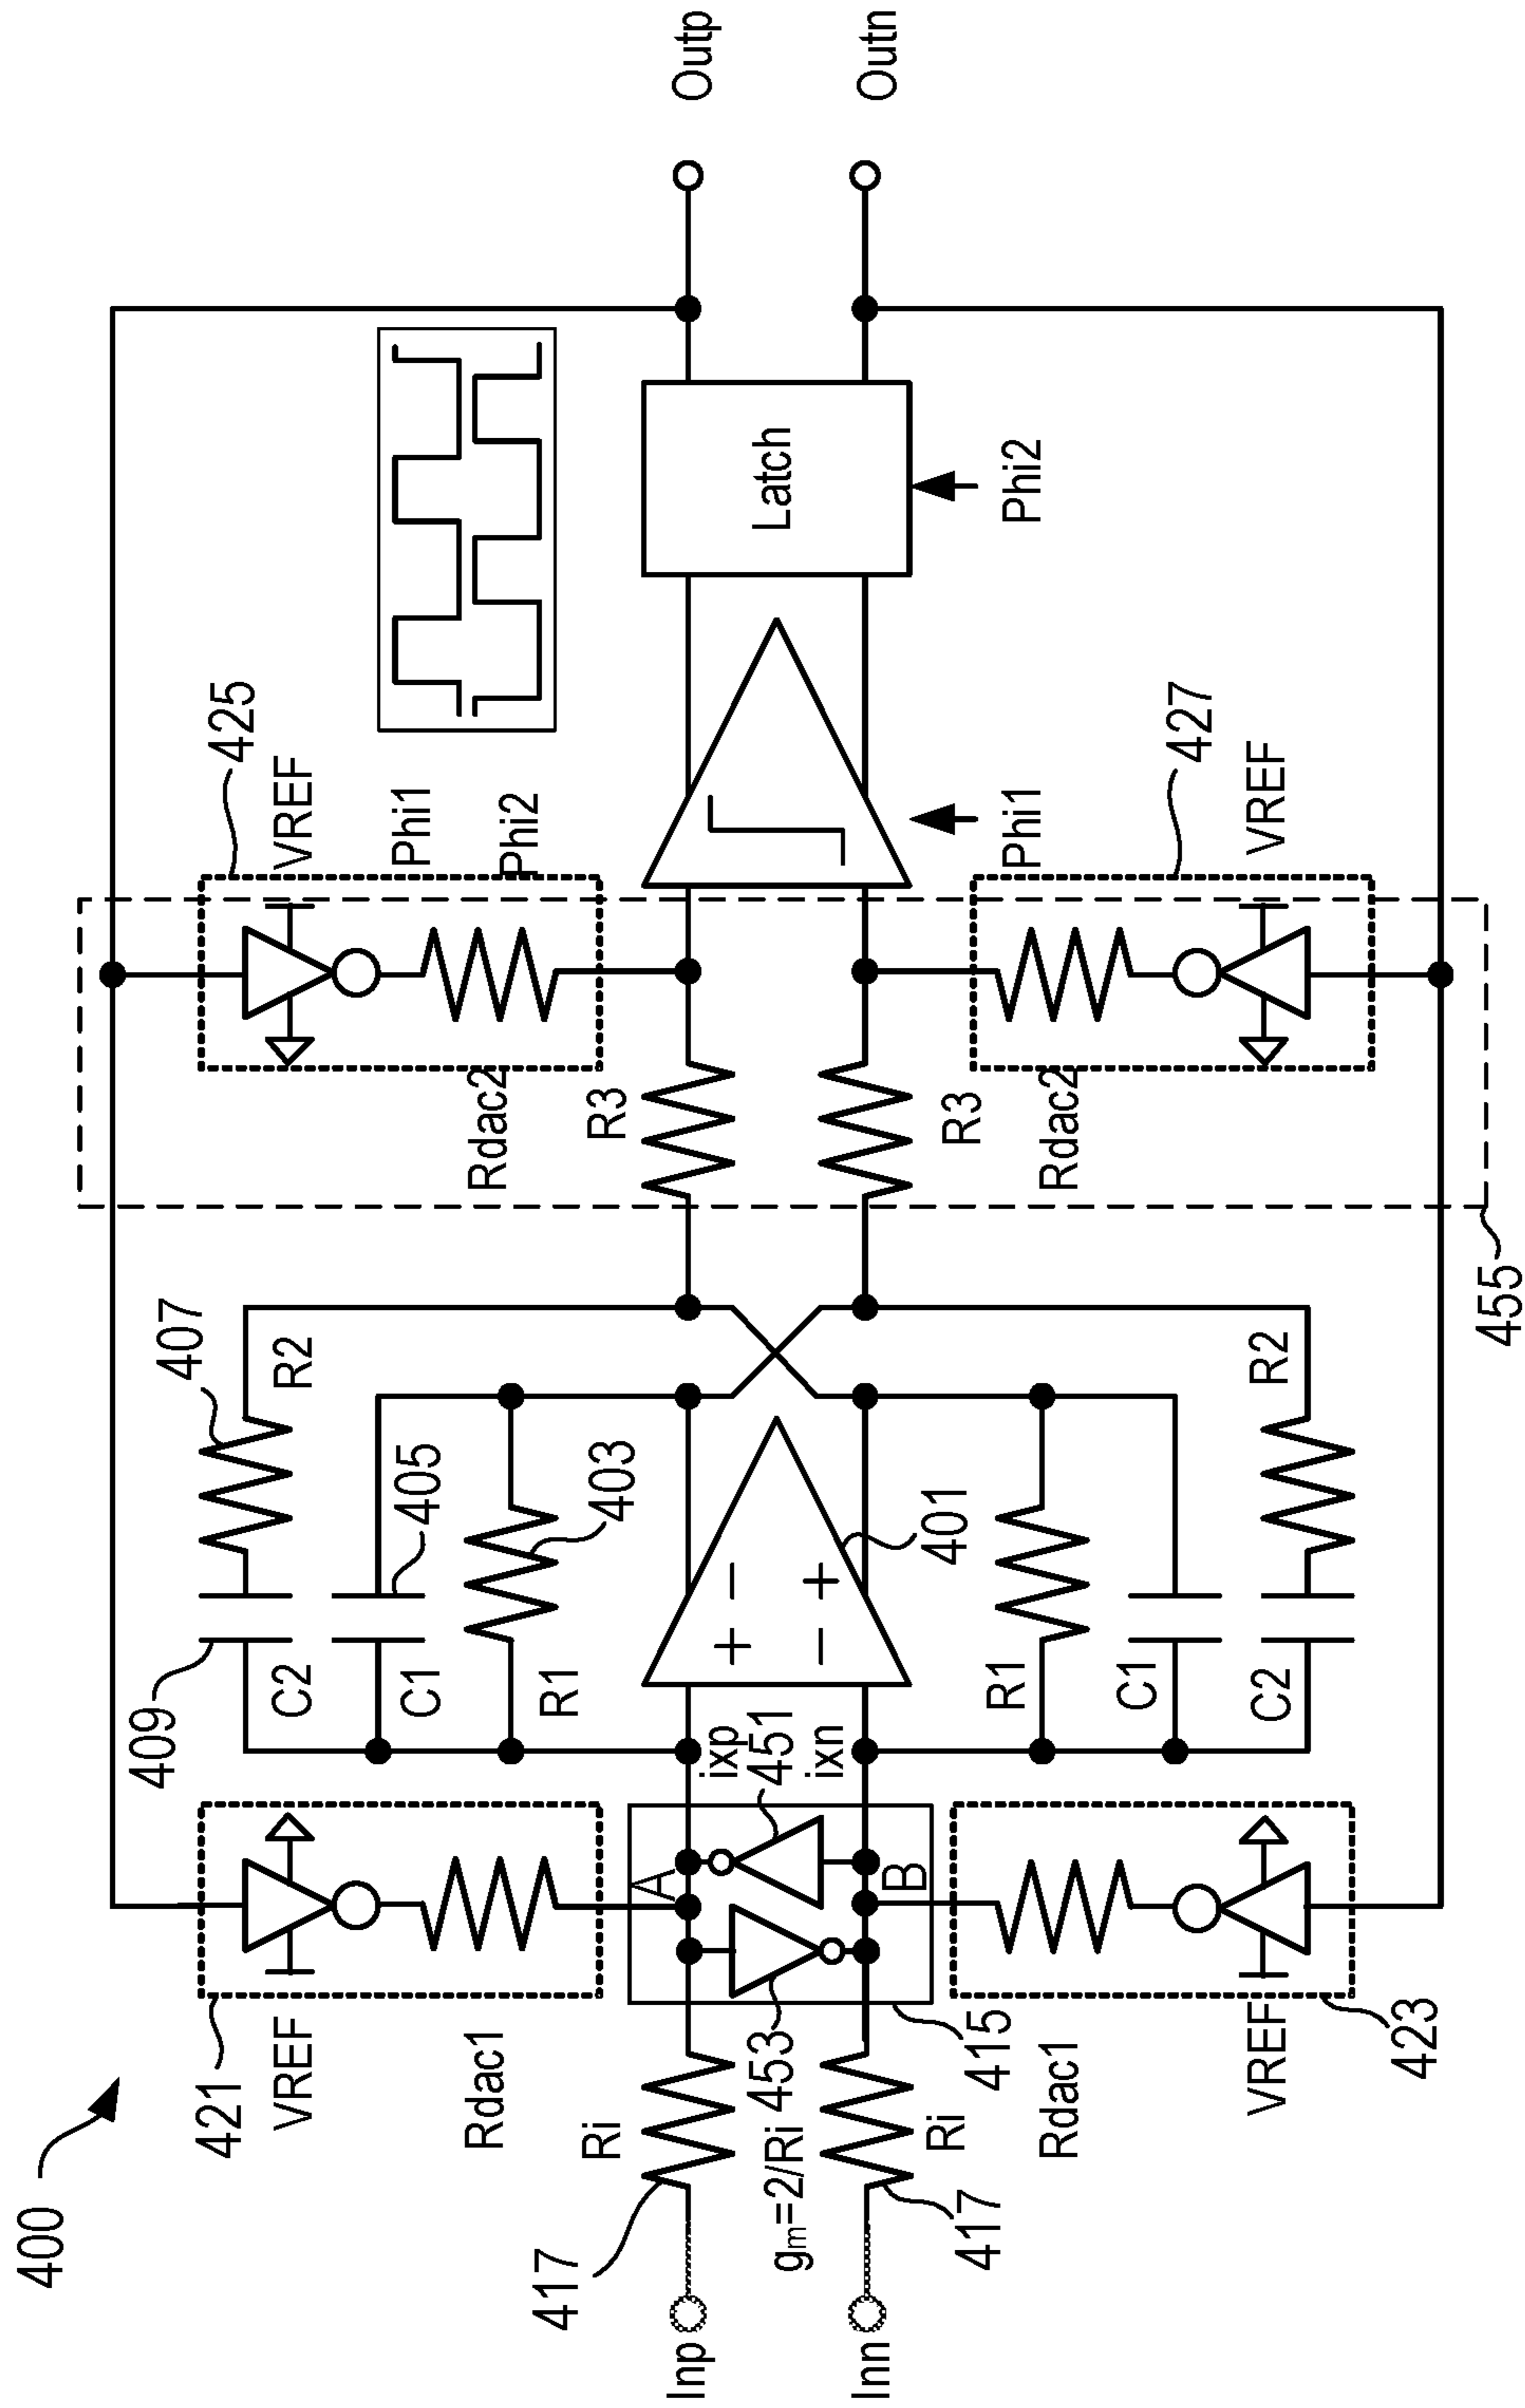 400
421
VREF
Rdac1
409
C2
407
R2
C1
405
R1
403
425
VREF
Phi1
Phi2
Rdac2
R3
417
Inp
Ri
A
ixp
451
+ −
Outp
gm=2/Ri
453
401
Latch
Inn
Ri
417
B
ixn
− +
R3
Phi1
Phi2
Outn
415
Rdac1
R1
C1
C2
R2
Rdac2
VREF
423
VREF
427
455